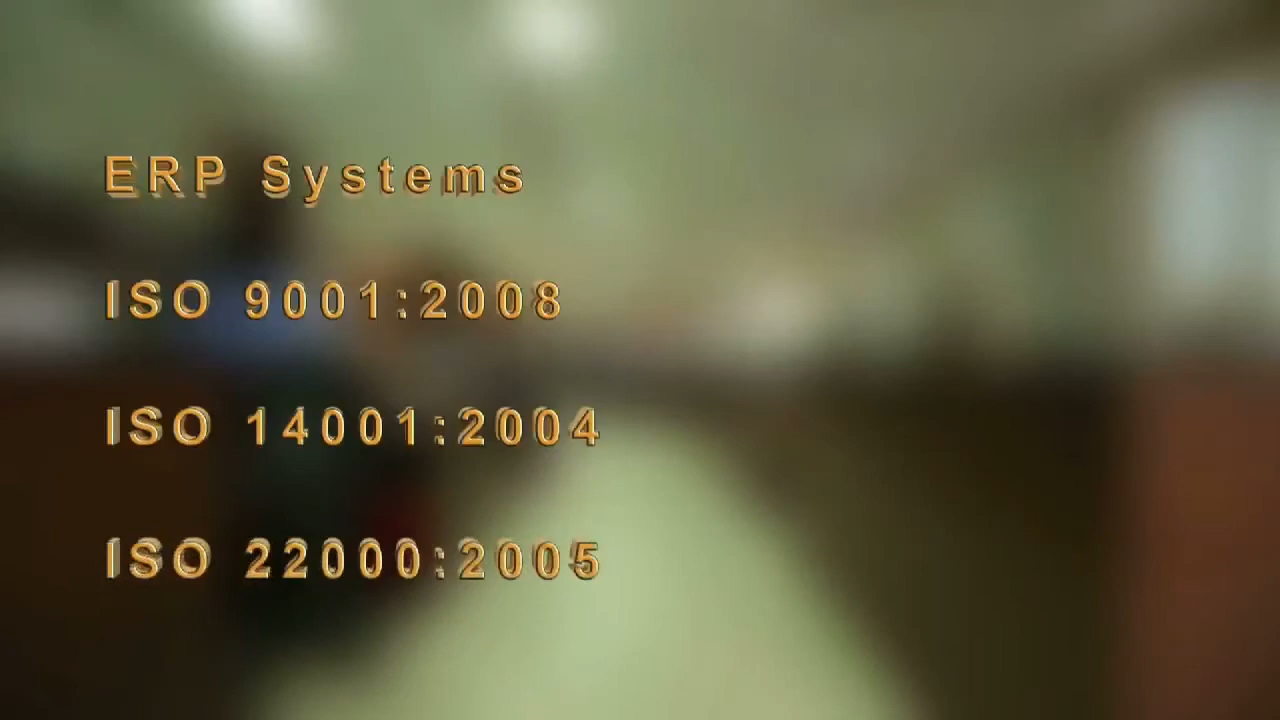 ERP Systems
ISO 9001:2008
ISO 14001:2004
ISO 22000:2005